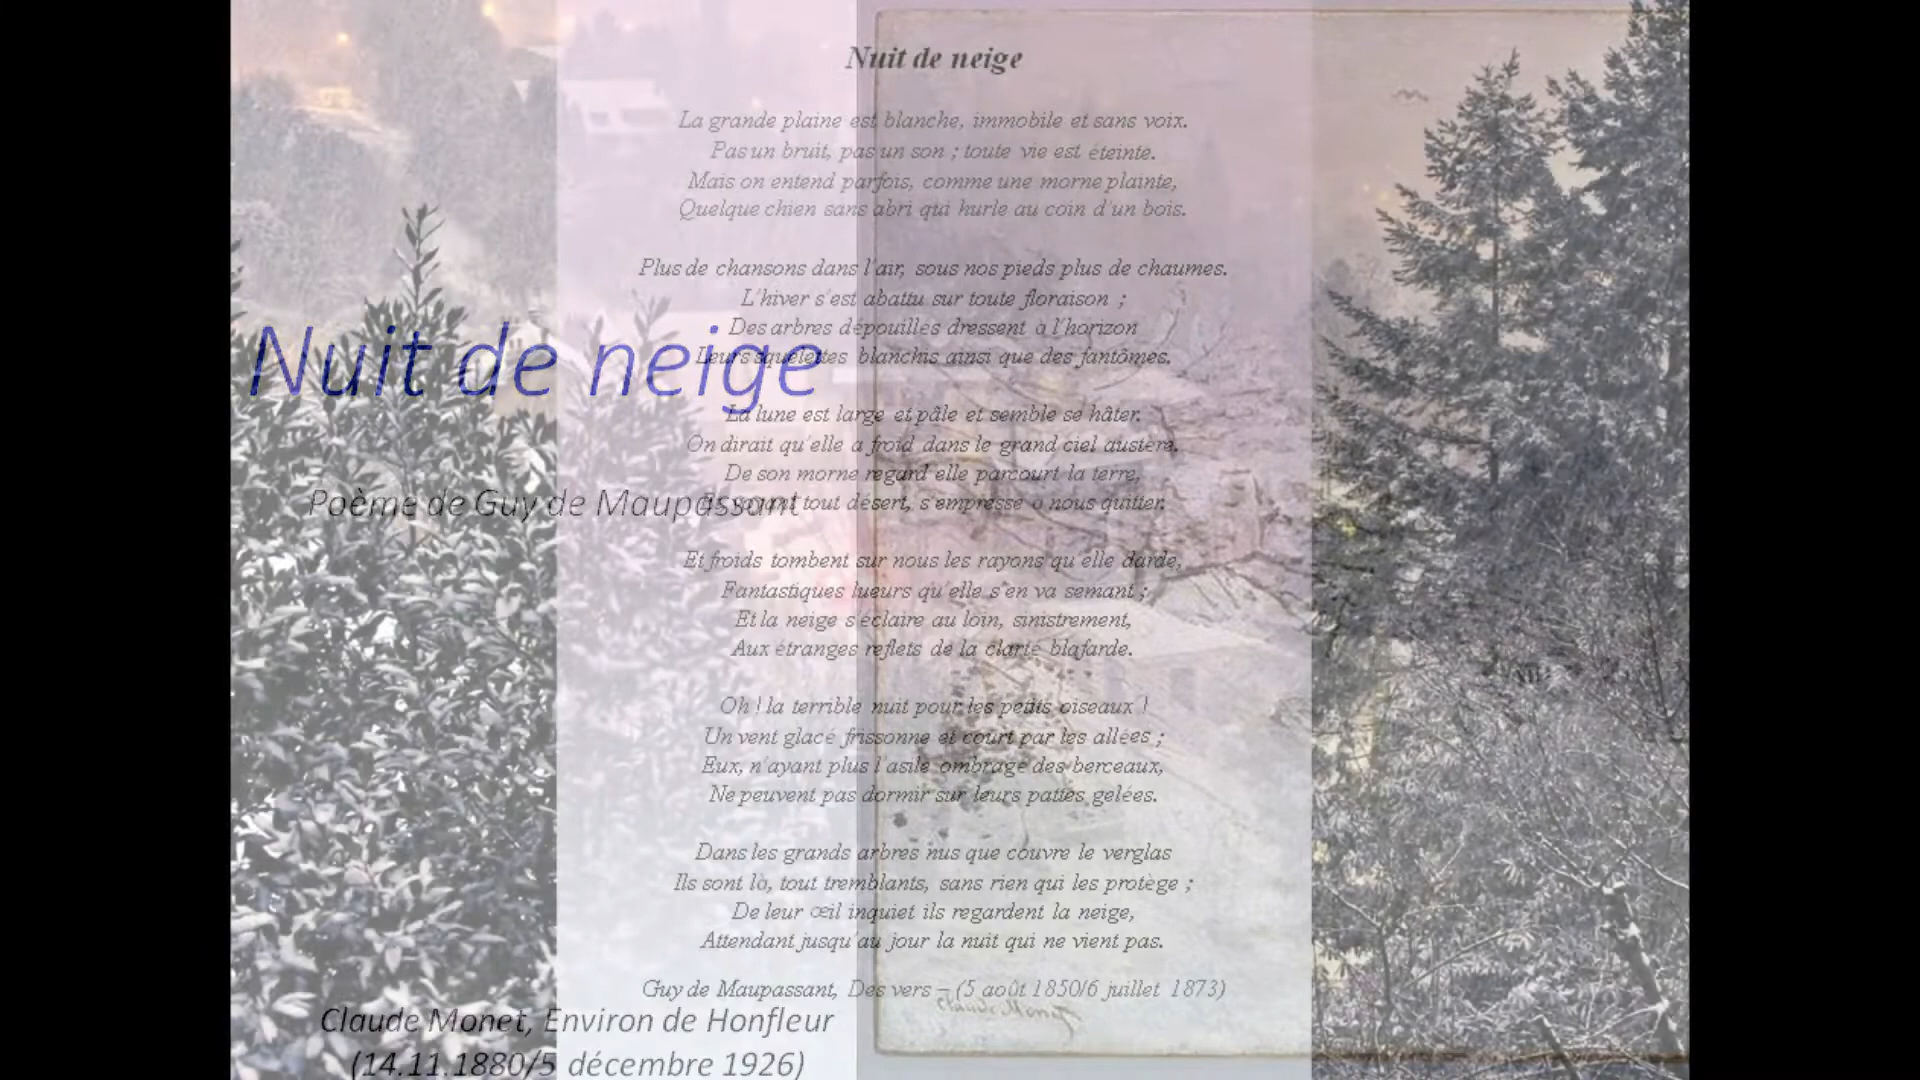 Nuit de neige
La grande plaine est blanche, immobile et sans voix.
Pas un bruit, pas un son ; toute vie est éteinte.
Mais on entend parfois, comme une morne plainte,
Quelque chien sans abri qui hurle au coin d'un bois.
Plus de chansons dans l'air, sous nos pieds plus de chaumes.
L'hiver s'est abattu sur toute floraison ;
Des arbres dépouillés dressent à l'horizon
Leurs squelettes blanchis ainsi que des fantômes.
Nuit de neige
La lune est large et pâle et semble se hâter.
On dirait qu'elle a froid dans le grand ciel austère.
De son morne regard elle parcourt la terre,
tout désert, s'empresse à nous quitter.
Poème de Guy de Maupassant
Et froids tombent sur nous les rayons qu'elle darde,
Fantastiques lueurs qu'elle s'en va semant ;
Et la neige s'éclaire au loin, sinistrement,
Aux étranges reflets de la clarté blafarde.
Oh ! la terrible nuit pour les petits oiseaux !
Un vent glacé frissonne et court par les allées ;
Eux, n'ayant plus l'asile ombragé des berceaux,
Ne peuvent pas dormir sur leurs pattes gelées.
Dans les grands arbres nus que couvre le verglas
Ils sont là, tout tremblants, sans rien qui les protège ;
De leur œil inquiet ils regardent la neige,
Attendant jusqu'au jour la nuit qui ne vient pas.
Guy de Maupassant, Des vers – (5 août 1850/6 juillet 1873)
Claude Monet
Claude Monet, Environ de Honfleur
(14.11.1880/5 décembre 1926)